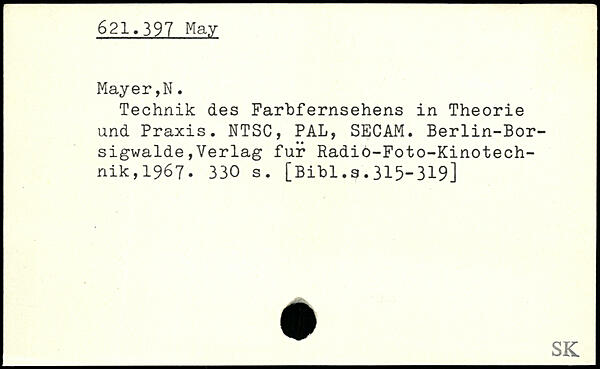 621.397 May
Mayer,N.
Technik des Farbfernsehens in Theorie
und Praxis. NTSC, PAL, SECAM. Berlin-Bor-
sigwalde,Verlag für Radio-Foto-Kinotech-
nik,1967. 330 s. [Bibl.s.315-319]
SK